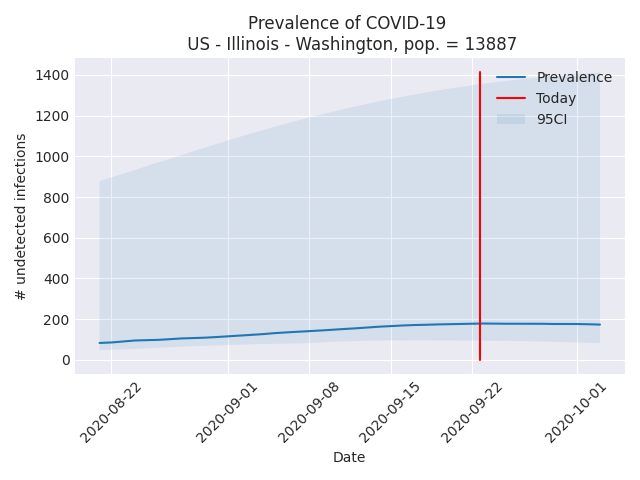 Prevalence of COVID-19
US - Illinois - Washington, pop. = 13887
1400
1200
1000
800
600
400
200
0
# undetected infections
Prevalence
Today
95CI
2020-08-22
2020-09-01
2020-09-08
2020-09-15
2020-09-22
2020-10-01
Date